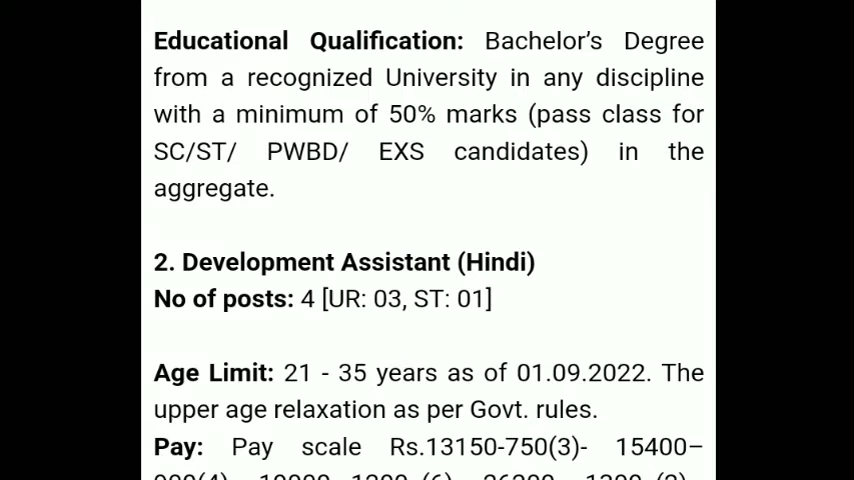 Educational Qualification: Bachelor’s Degree
from a recognized University in any discipline
with a minimum of 50% marks (pass class for
SC/ST/ PWBD/ EXS candidates) in the
aggregate.
2. Development Assistant (Hindi)
No of posts: 4 [UR: 03, ST: 01]
Age Limit: 21 - 35 years as of 01.09.2022. The
upper age relaxation as per Govt. rules.
Pay: Pay scale Rs.13150-750(3)- 15400–